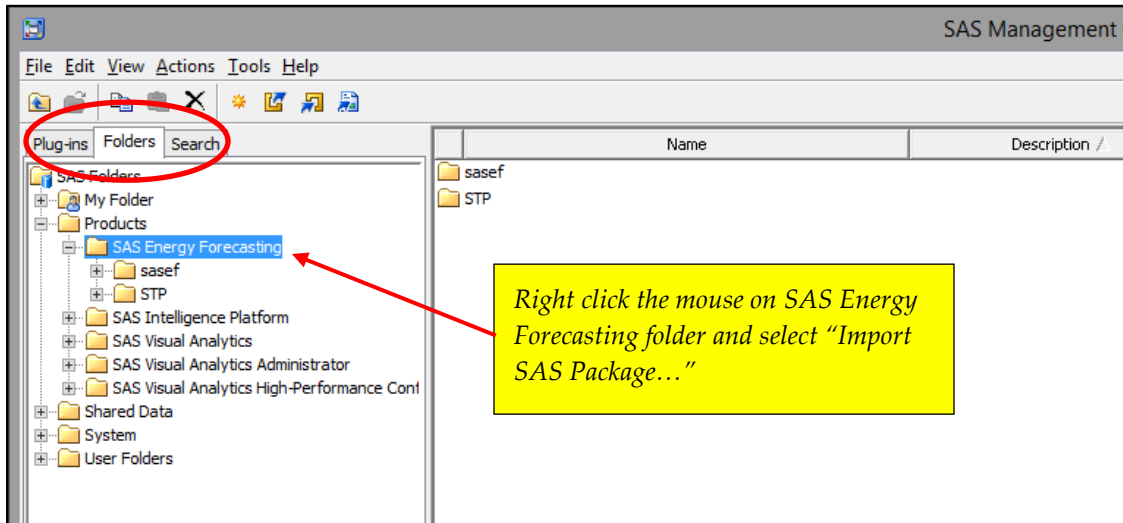 SAS Management
File Edit View Actions Tools Help
Plug-ins Folders Search
Name Description
SAS Folders
My Folder
Products
SAS Energy Forecasting
sasef
STP
SAS Intelligence Platform
SAS Visual Analytics
SAS Visual Analytics Administrator
SAS Visual Analytics High-Performance Conf
Shared Data
System
User Folders
sasef
STP
Right click the mouse on SAS Energy
Forecasting folder and select “Import
SAS Package…”